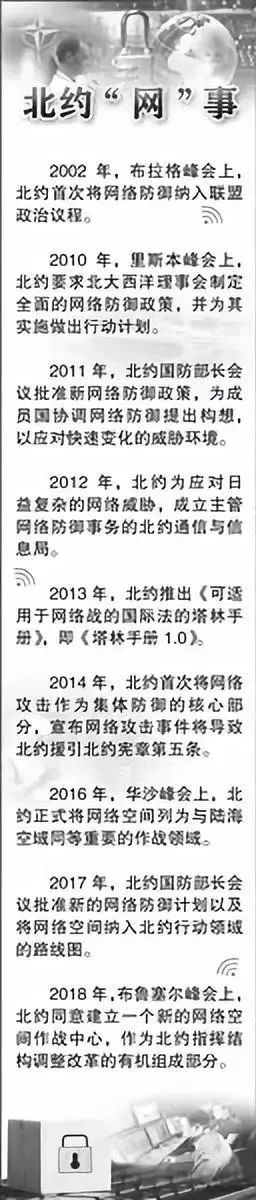 北约“网”事
2002 年，布拉格峰会上，
北约首次将网络防御纳入联盟
政治议程。
2010 年，里斯本峰会上，
北约要求北大西洋理事会制定
全面的网络防御政策，并为其
实施做出行动计划。
2011 年，北约国防部长会
议批准新网络防御政策，为成
员国协调网络防御提出构想，
以应对快速变化的威胁环境。
2012 年，北约为应对日
益复杂的网络威胁，成立主管
网络防御事务的北约通信与信
息局。
2013 年，北约推出《可适
用于网络战的国际法的塔林手
册》，即《塔林手册 1.0》。
2014 年，北约首次将网络
攻击作为集体防御的核心部
分，宣布网络攻击事件将导致
北约援引北约宪章第五条。
2016 年，华沙峰会上，北
约正式将网络空间列为与陆海
空域同等重要的作战领域。
2017 年，北约国防部长会
议批准新的网络防御计划以及
将网络空间纳入北约行动领域
的路线图。
2018 年，布鲁塞尔峰会上，
北约同意建立一个新的网络空
间作战中心，作为北约指挥结
构调整改革的有机组成部分。